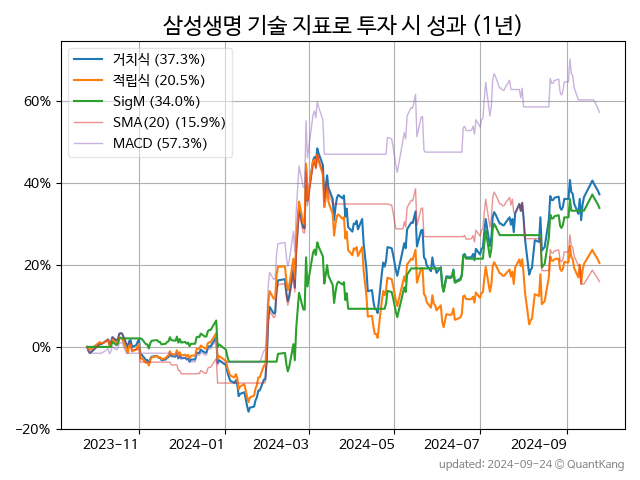 삼성생명 기술 지표로 투자 시 성과 (1년)
거치식 (37.3%)
적립식 (20.5%)
SigM (34.0%)
SMA(20) (15.9%)
MACD (57.3%)
60%
40%
20%
0%
−20%
2023−11 2024−01 2024−03 2024−05 2024−07 2024−09
updated: 2024−09−24 © QuantKang